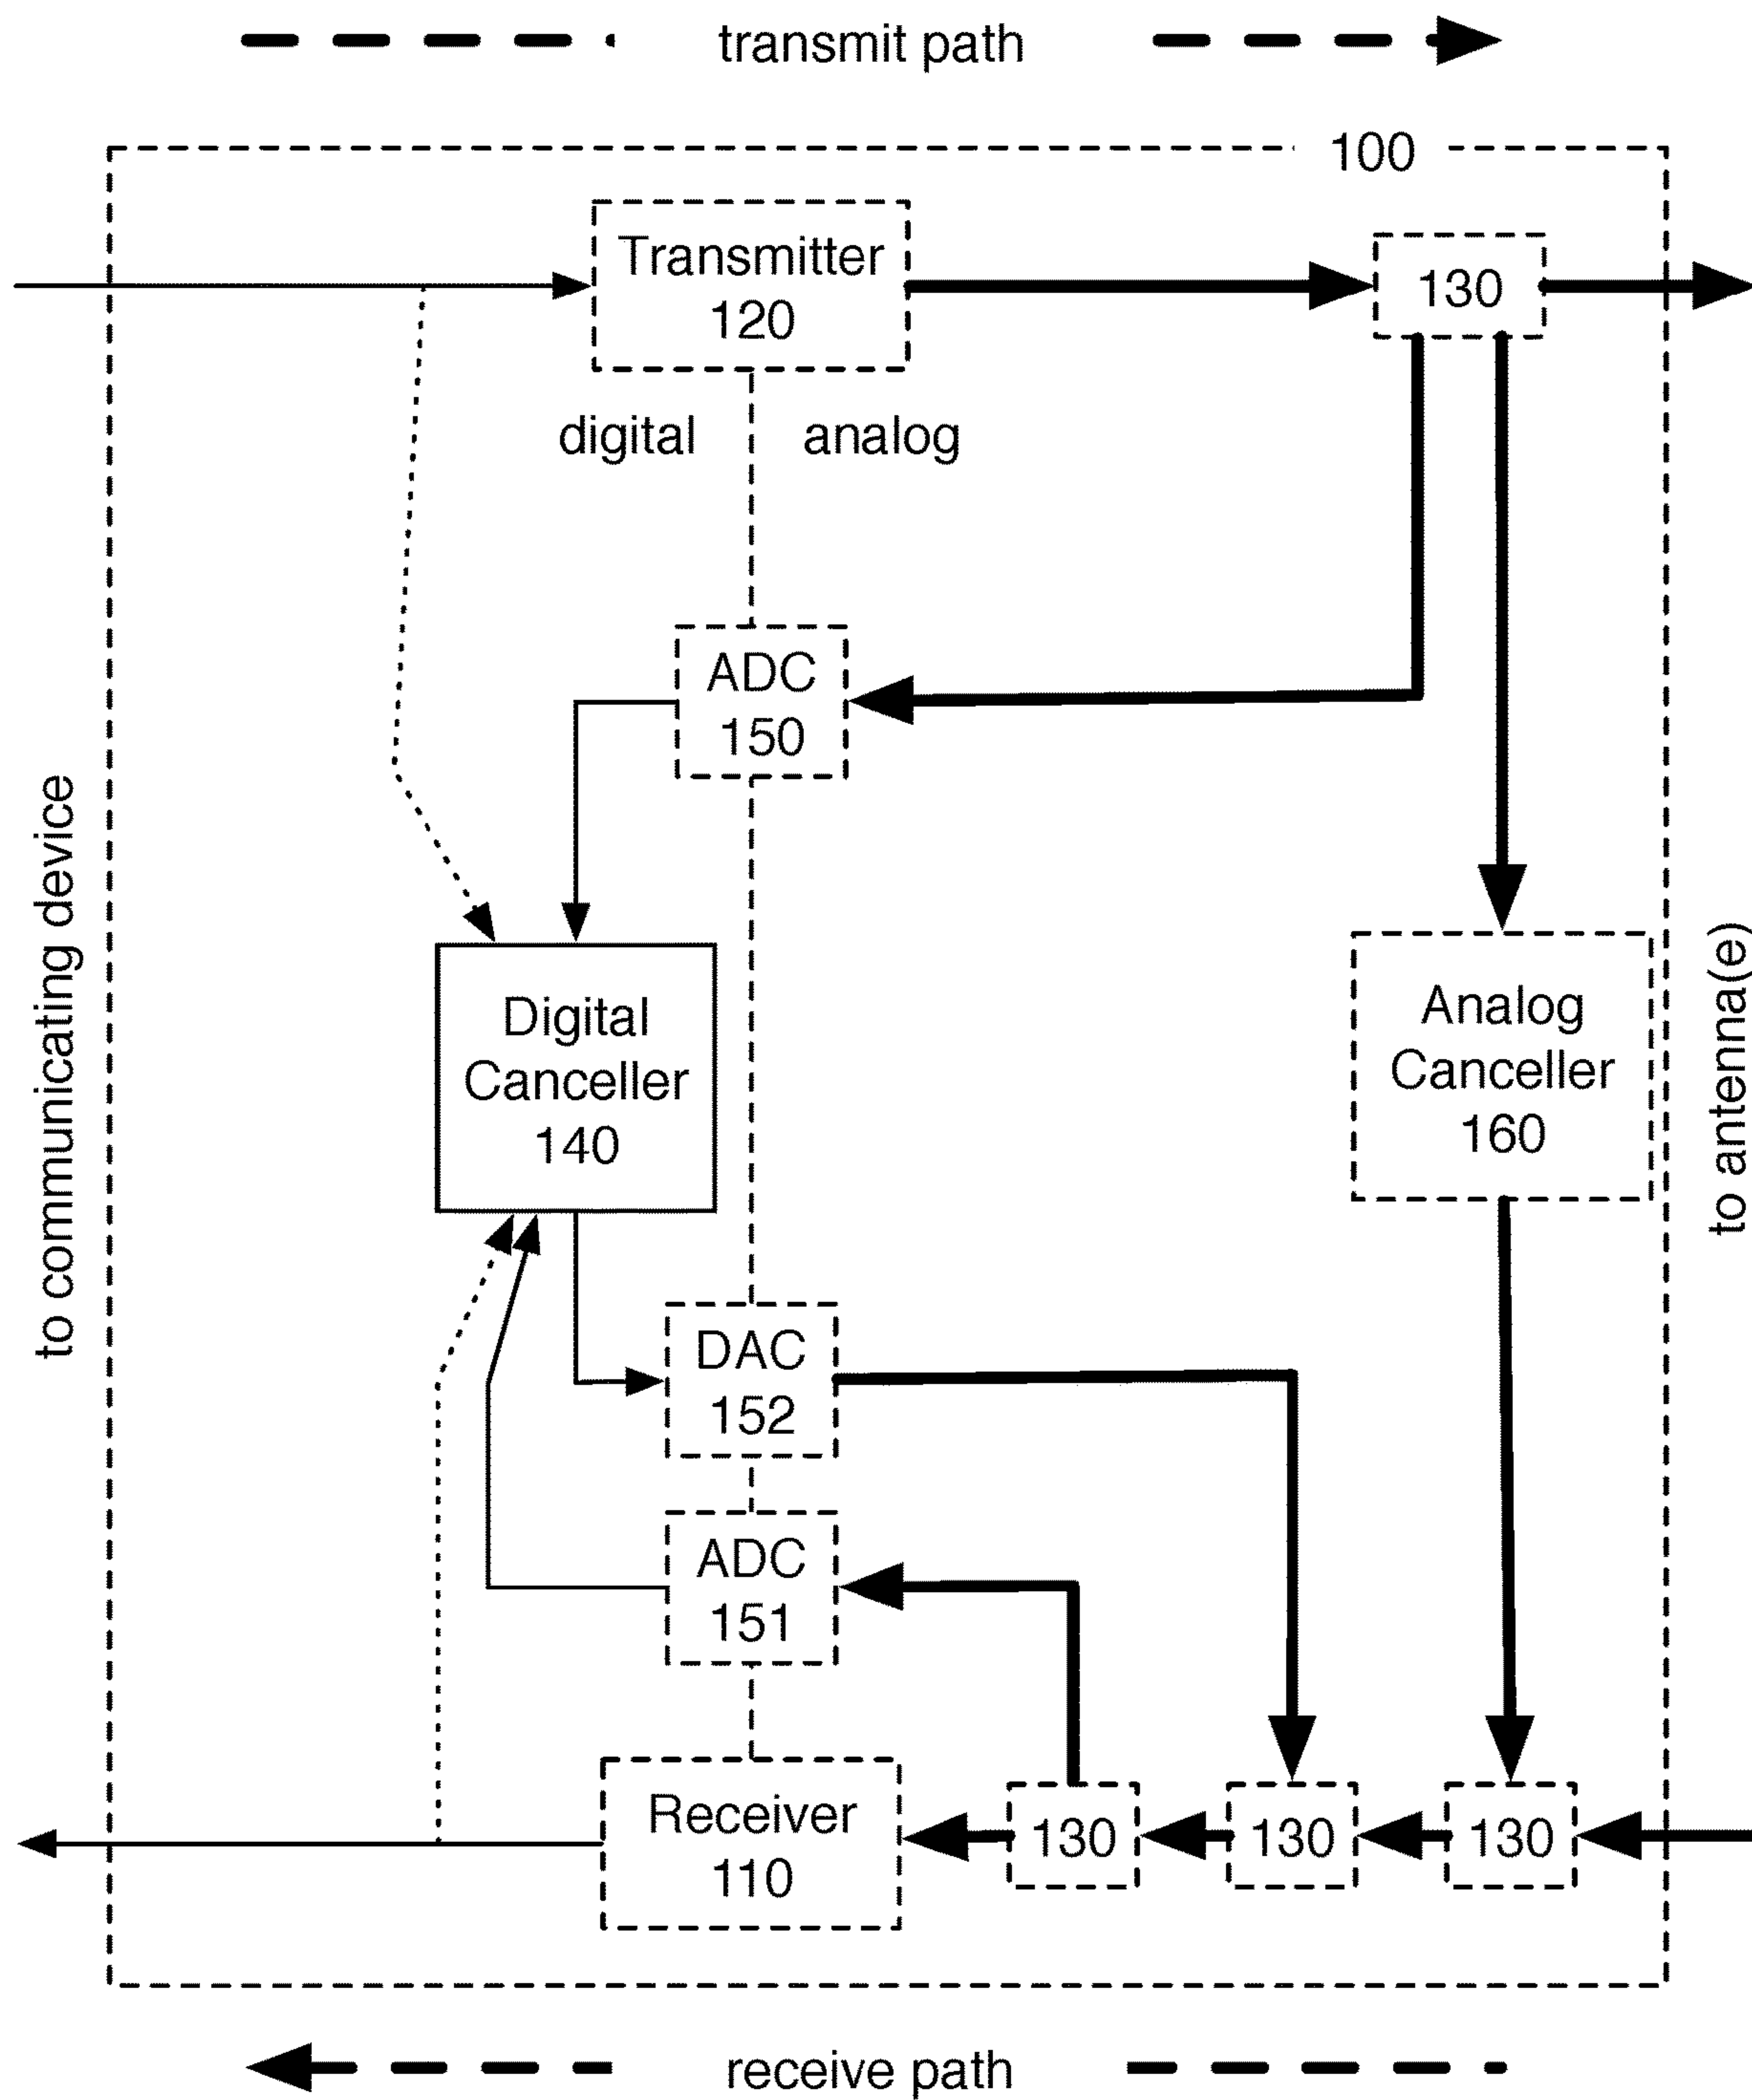 transmit path
100
Transmitter
120
130
digital
analog
ADC
150
to communicating device
Digital
Canceller
140
Analog
Canceller
160
to antenna(e)
DAC
152
ADC
151
Receiver
110
130
130
130
receive path